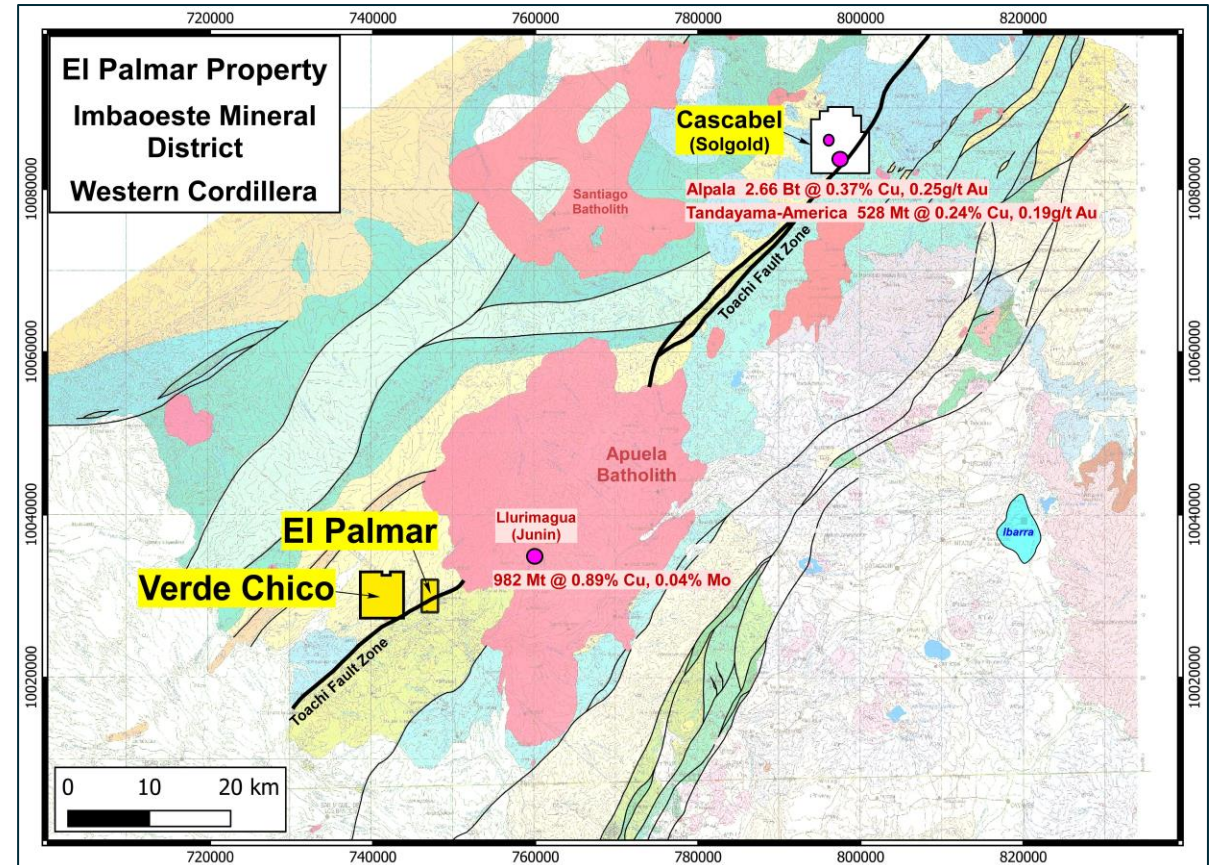 720000
740000
760000
780000
800000
820000
El Palmar Property
Imbaoeste Mineral
District
Western Cordillera
10080000
10060000
10040000
10020000
Cascabel
(Solgold)
Santiago
Batholith
Alpala 2.66 Bt @ 0.37% Cu, 0.25g/t Au
Tandayama-America 528 Mt @ 0.24% Cu, 0.19g/t Au
10080000
10060000
10040000
10020000
Toachi Fault Zone
Apuela
Batholith
Llurimagua
(Junin)
982 Mt @ 0.89% Cu, 0.04% Mo
El Palmar
Verde Chico
Toachi Fault Zone
Ibarra
0 10 20 km
720000
740000
760000
780000
800000
820000